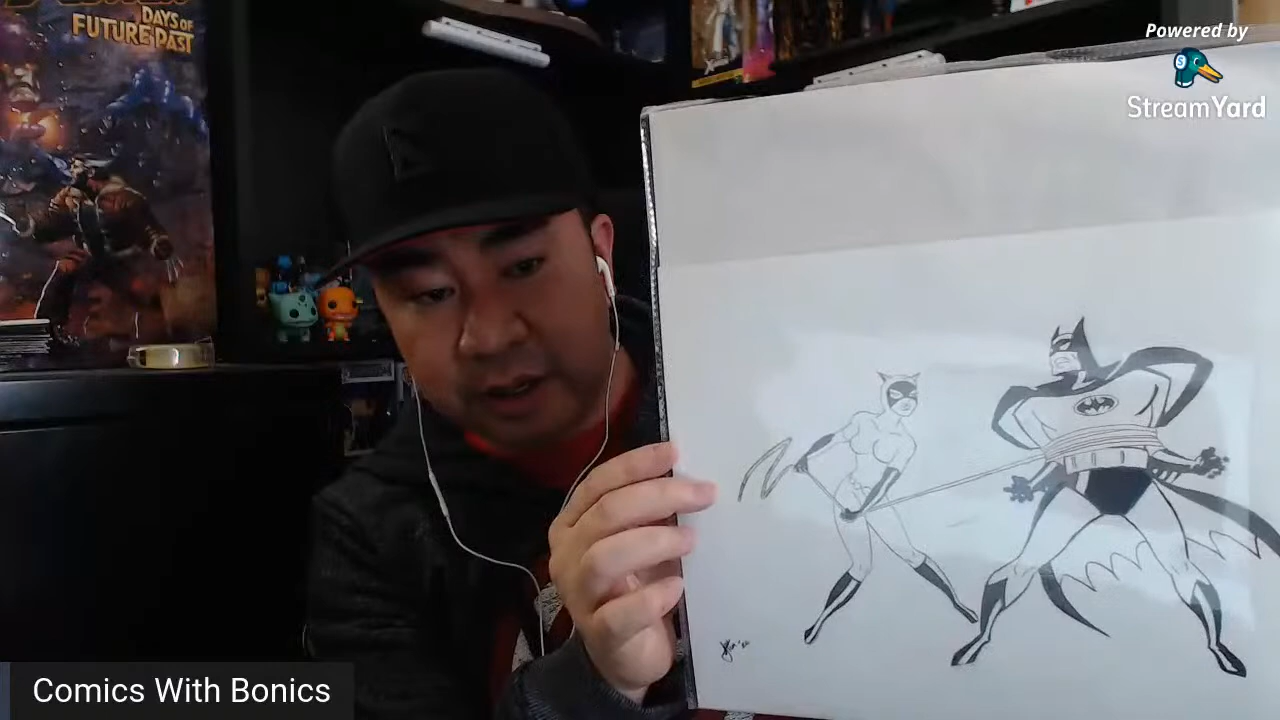 DAYS OF
FUTURE PAST
Powered by
StreamYard
Comics With Bonics